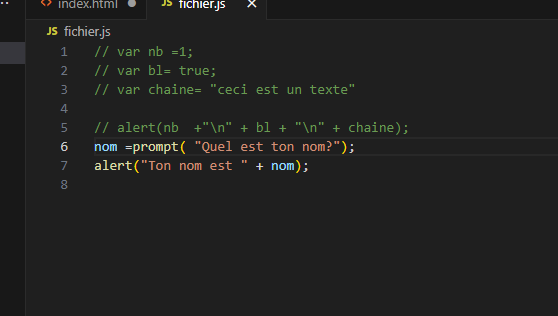 index.html
JS fichier.js
JS fichier.js
1 // var nb =1;
2 // var bl= true;
3 // var chaine= "ceci est un texte"
4
5 // alert(nb  +"\n" + bl + "\n" + chaine);
6 nom =prompt( "Quel est ton nom?");
7 alert("Ton nom est " + nom);
8